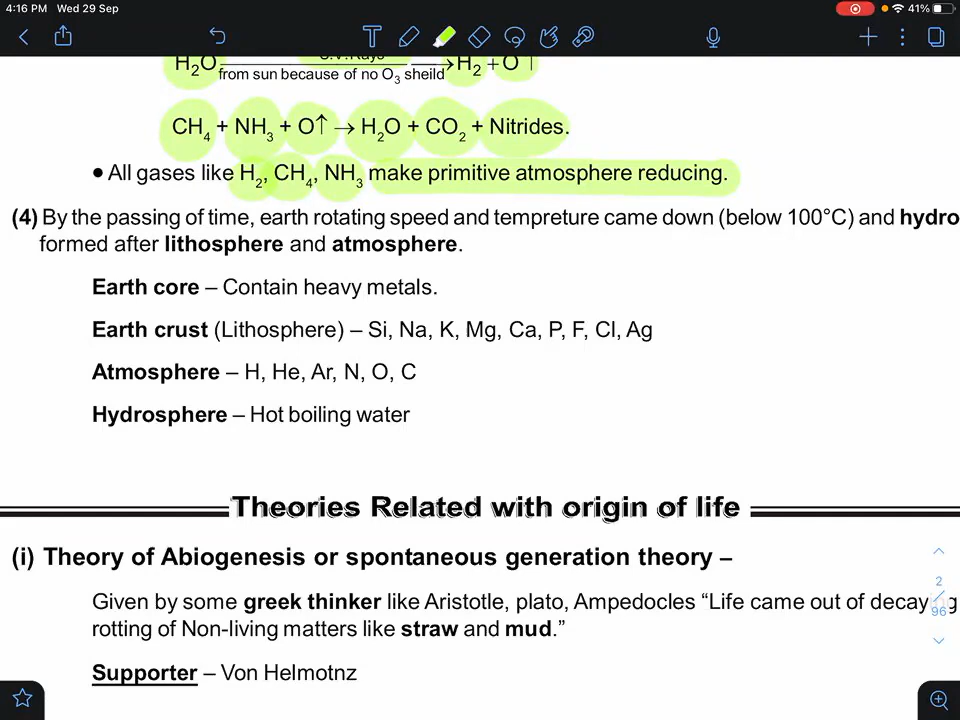 4:16 PM Wed 29 Sep
41%
H2O from sun because of no O3 sheild → H2 + O ↑
CH4 + NH3 + O↑ → H2O + CO2 + Nitrides.
• All gases like H2, CH4, NH3 make primitive atmosphere reducing.
(4) By the passing of time, earth rotating speed and tempreture came down (below 100°C) and hydro
formed after lithosphere and atmosphere.
Earth core – Contain heavy metals.
Earth crust (Lithosphere) – Si, Na, K, Mg, Ca, P, F, Cl, Ag
Atmosphere – H, He, Ar, N, O, C
Hydrosphere – Hot boiling water
Theories Related with origin of life
(i) Theory of Abiogenesis or spontaneous generation theory –
Given by some greek thinker like Aristotle, plato, Ampedocles “Life came out of decaying
rotting of Non-living matters like straw and mud.”
Supporter – Von Helmotnz
2
96